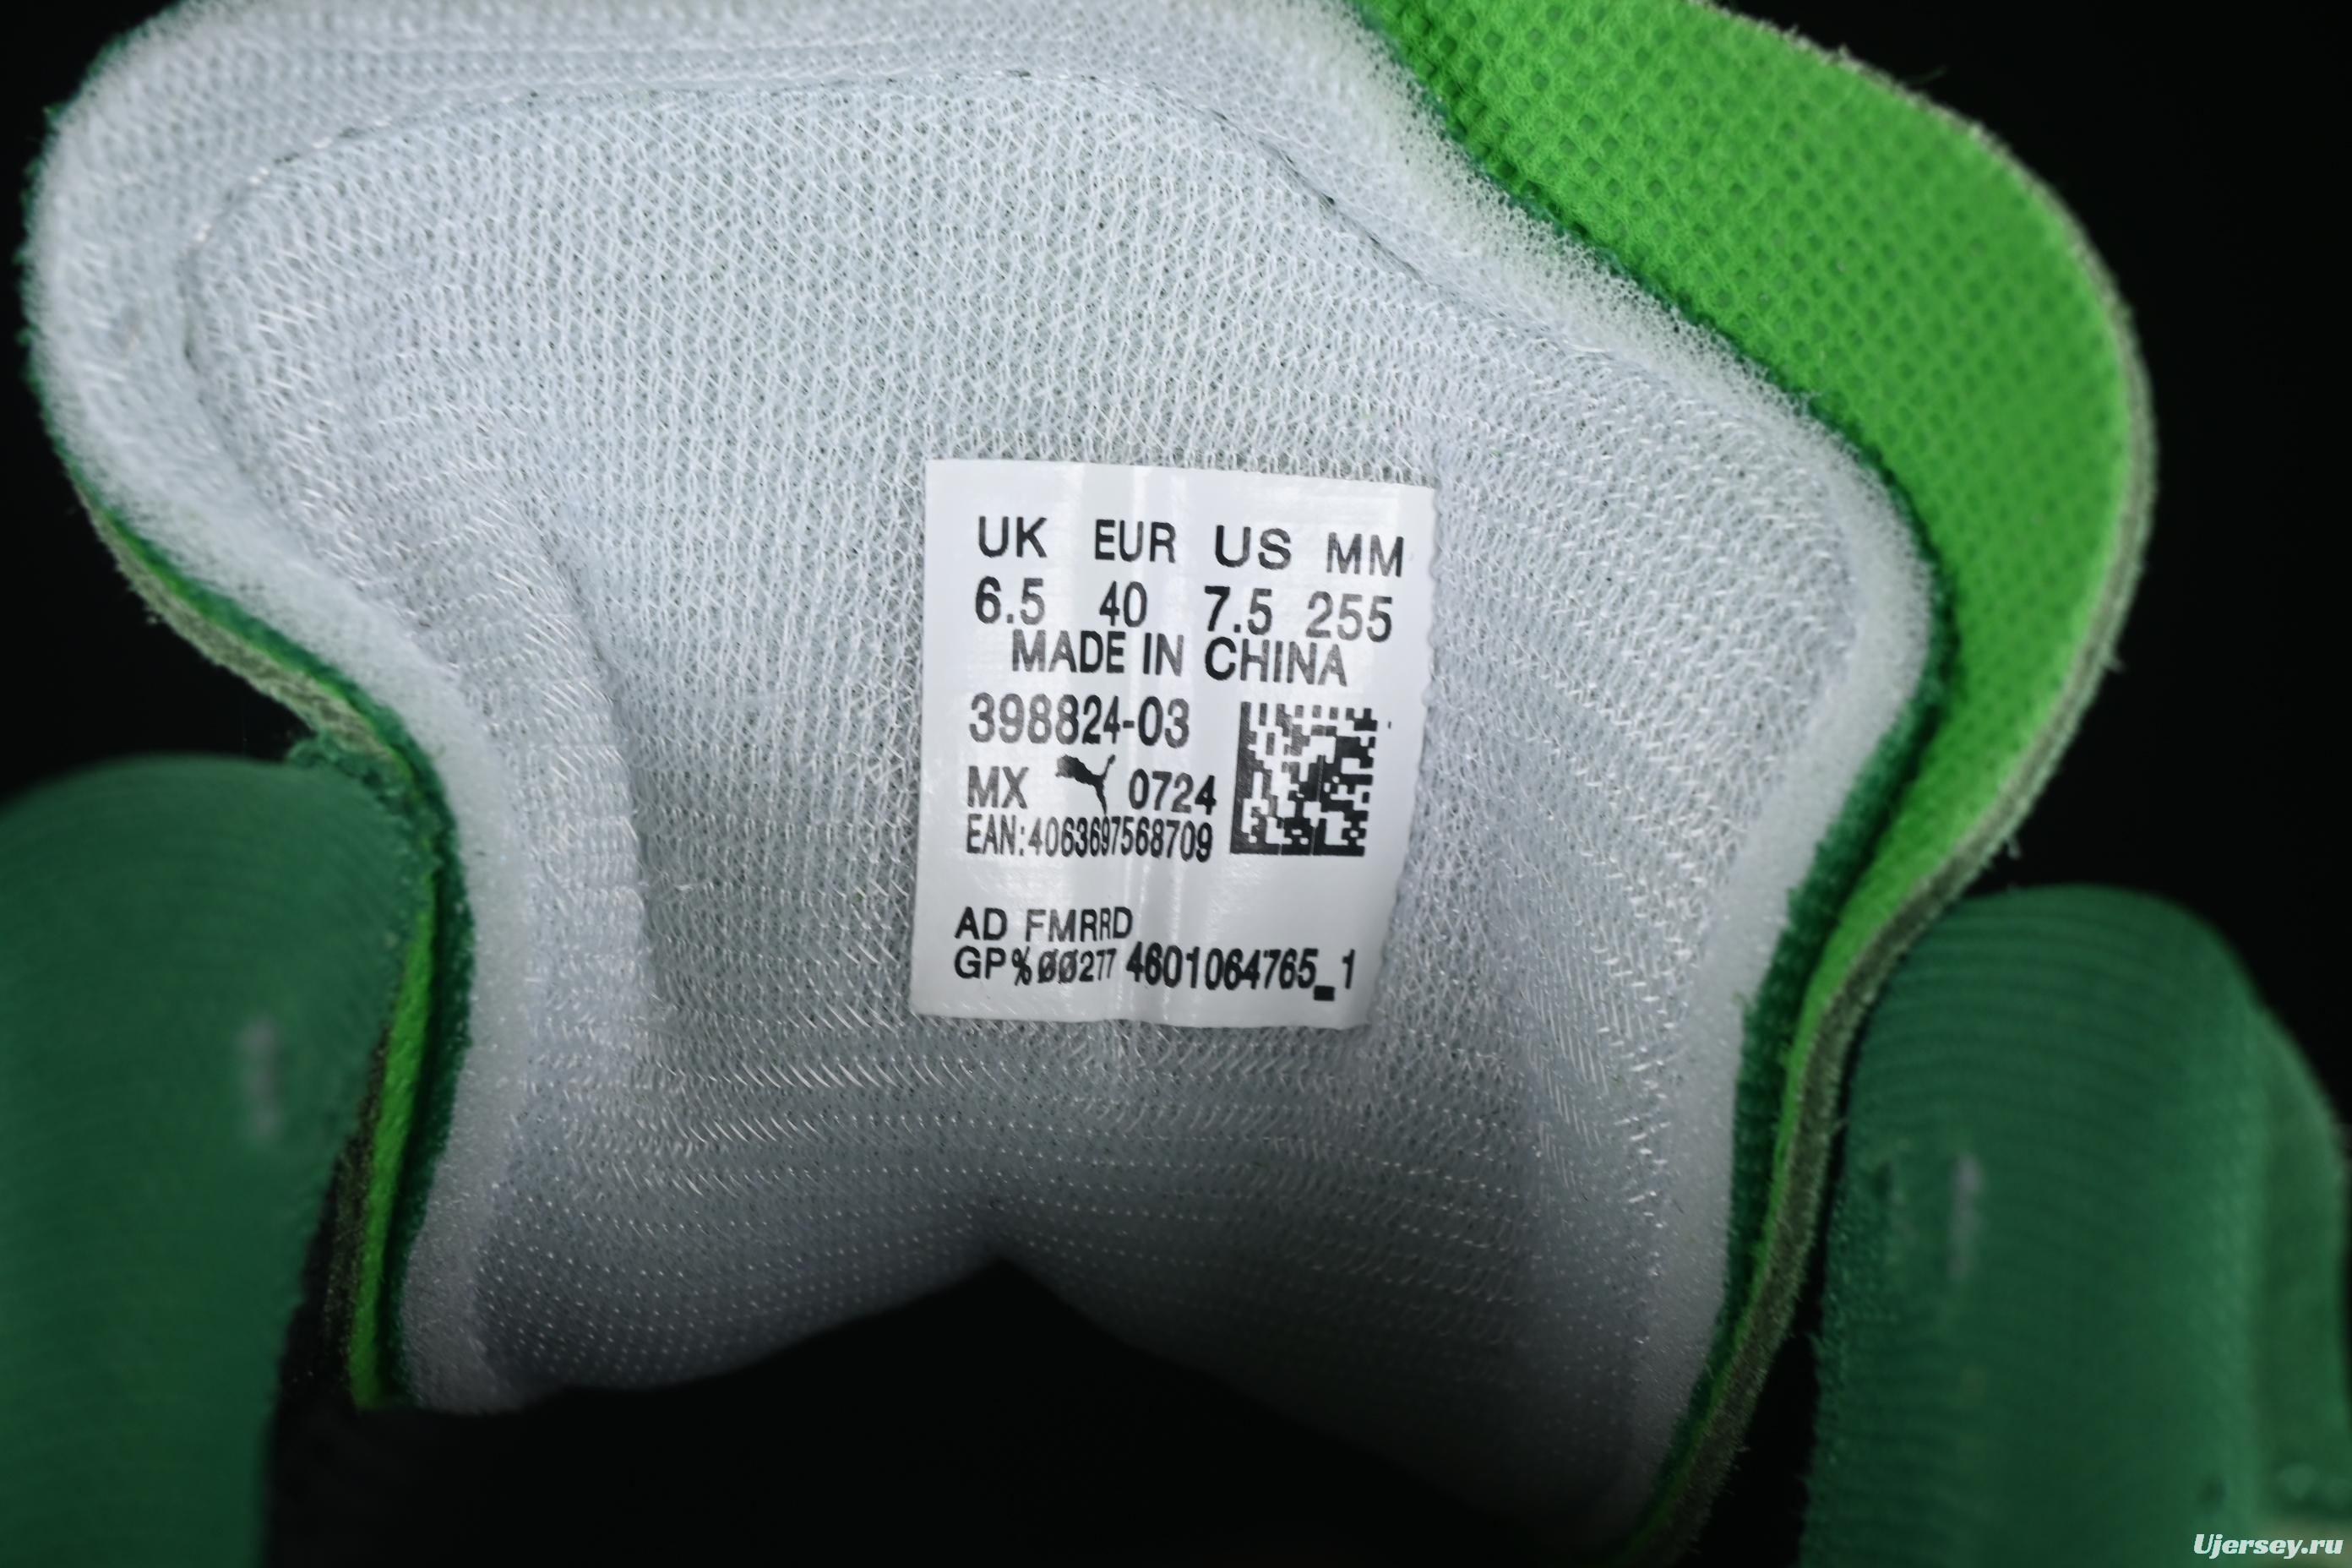 UK EUR US MM
6.5 40 7.5 255
MADE IN CHINA
398824-03
MX 0724
EAN:4063697568709
AD FMRRD
GP%ØØ277 4601064765_1
Ujersey.ru